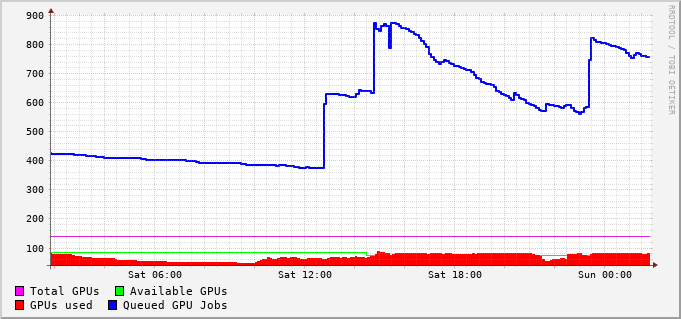 RRDTOOL / TOBI OETIKER
900
800
700
600
500
400
300
200
100
Sat 06:00 Sat 12:00 Sat 18:00 Sun 00:00
Total GPUs Available GPUs
GPUs used Queued GPU Jobs